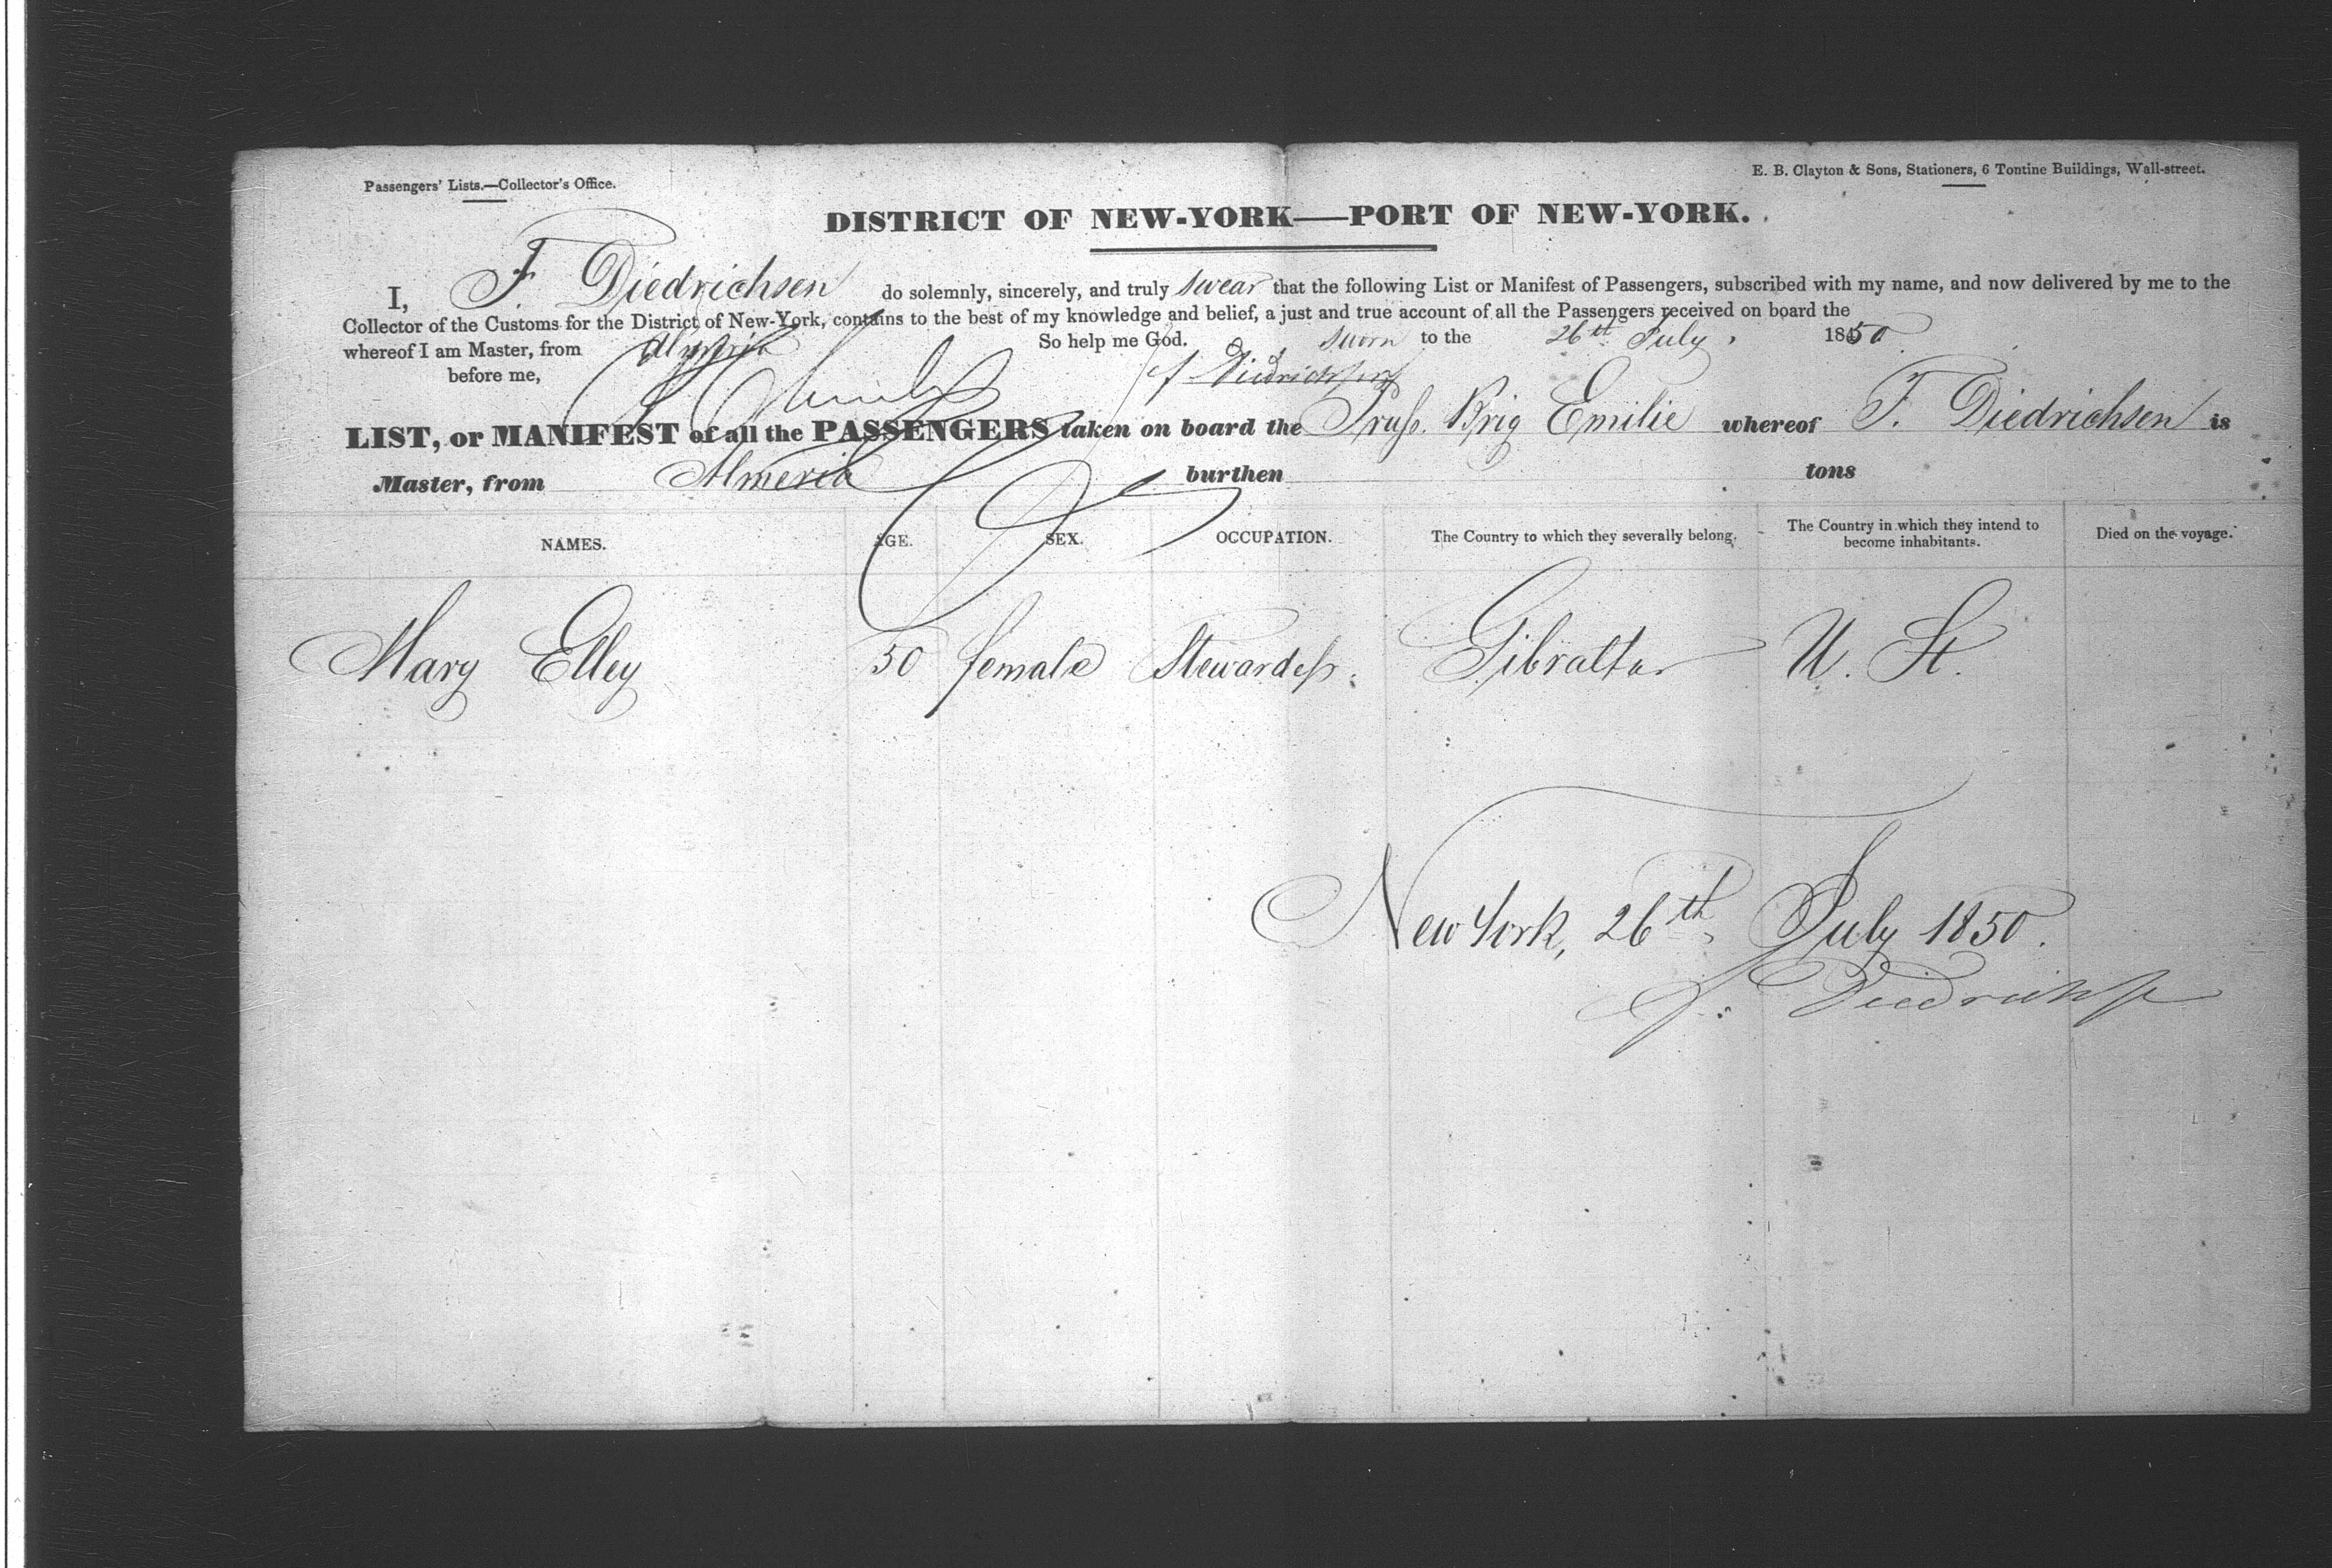 Passengers' Lists.—Collector's Office.
E. B. Clayton & Sons, Stationers, 6 Tontine Buildings, Wall-street.
DISTRICT OF NEW-YORK—PORT OF NEW-YORK.
I, F. Diedrichsen do solemnly, sincerely, and truly swear that the following List or Manifest of Passengers, subscribed with my name, and now delivered by me to the
Collector of the Customs for the District of New-York, contains to the best of my knowledge and belief, a just and true account of all the Passengers received on board the
whereof I am Master, from Almeria So help me God. sworn to the 26th July, 1850
before me, F Diedrichsen
LIST, or MANIFEST of all the PASSENGERS taken on board the Pruss. Brig Emilie whereof F. Diedrichsen is
Master, from Almeria burthen tons
NAMES. AGE. SEX. OCCUPATION. The Country to which they severally belong. The Country in which they intend to become inhabitants. Died on the voyage.
Mary Elley 50 female Stewardess. Gibraltar U. St.
New York, 26th July 1850.
F. Diedrichsen